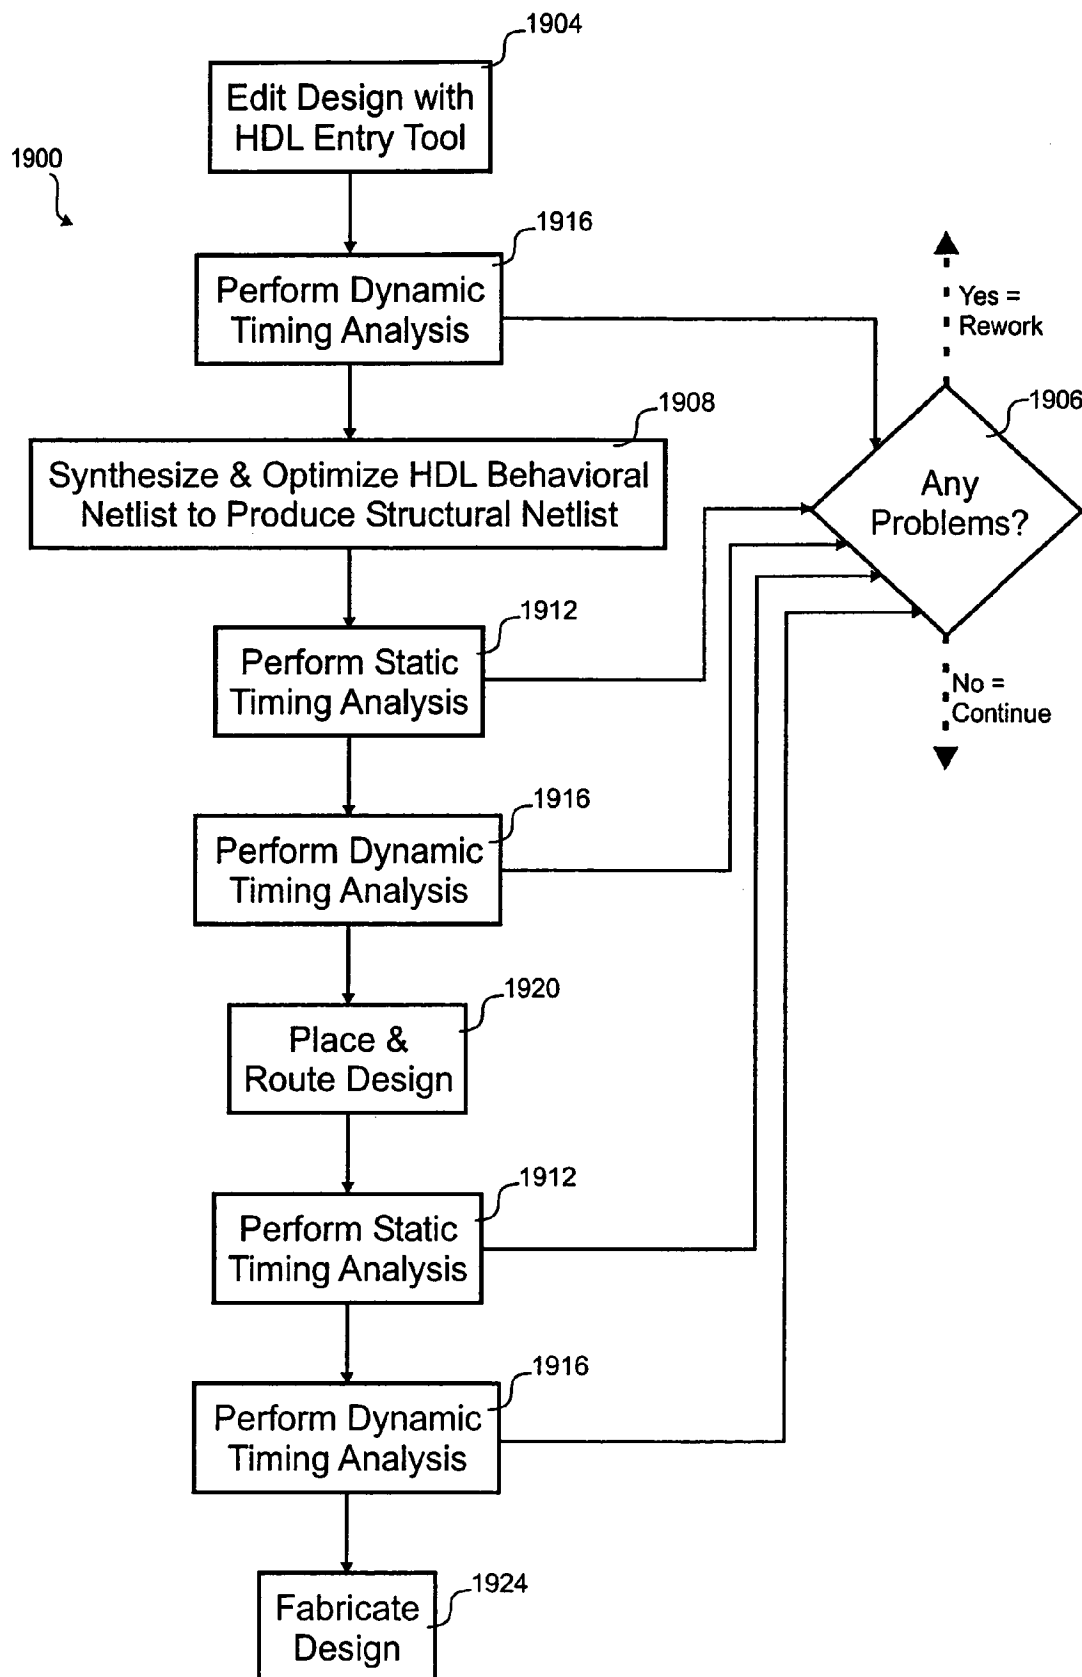 1904
Edit Design with
HDL Entry Tool
1900
1916
Perform Dynamic
Timing Analysis
Yes =
Rework
1908
Synthesize & Optimize HDL Behavioral
Netlist to Produce Structural Netlist
1906
Any
Problems?
1912
Perform Static
Timing Analysis
No =
Continue
1916
Perform Dynamic
Timing Analysis
1920
Place &
Route Design
1912
Perform Static
Timing Analysis
1916
Perform Dynamic
Timing Analysis
1924
Fabricate
Design